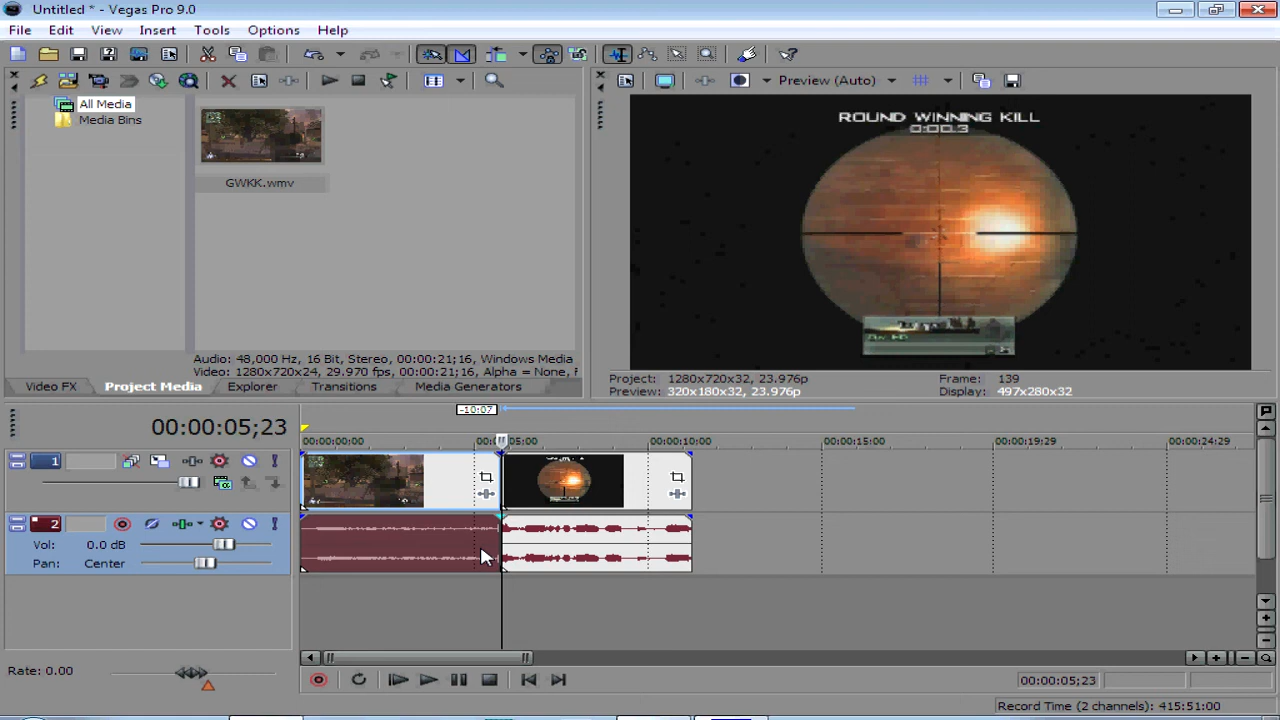 Untitled * - Vegas Pro 9.0
File Edit View Insert Tools Options Help
All Media
Media Bins
GWKK.wmv
Audio: 48,000 Hz, 16 Bit, Stereo, 00:00:21;16, Windows Media
Video: 1280x720x24, 29.970 fps, 00:00:21;16, Alpha = None, F
Video FX Project Media Explorer Transitions Media Generators
Preview (Auto)
ROUND WINNING KILL
0:00.3
Project: 1280x720x32, 23.976p Frame: 139
Preview: 320x180x32, 23.976p Display: 497x280x32
-10:07
00:00:05;23
00:00:00:00 00:00:10:00 00:00:15:00 00:00:19:29 00:00:24:29
1
2
Vol: 0.0 dB
Pan: Center
Rate: 0.00
00:00:05;23
Record Time (2 channels): 415:51:00